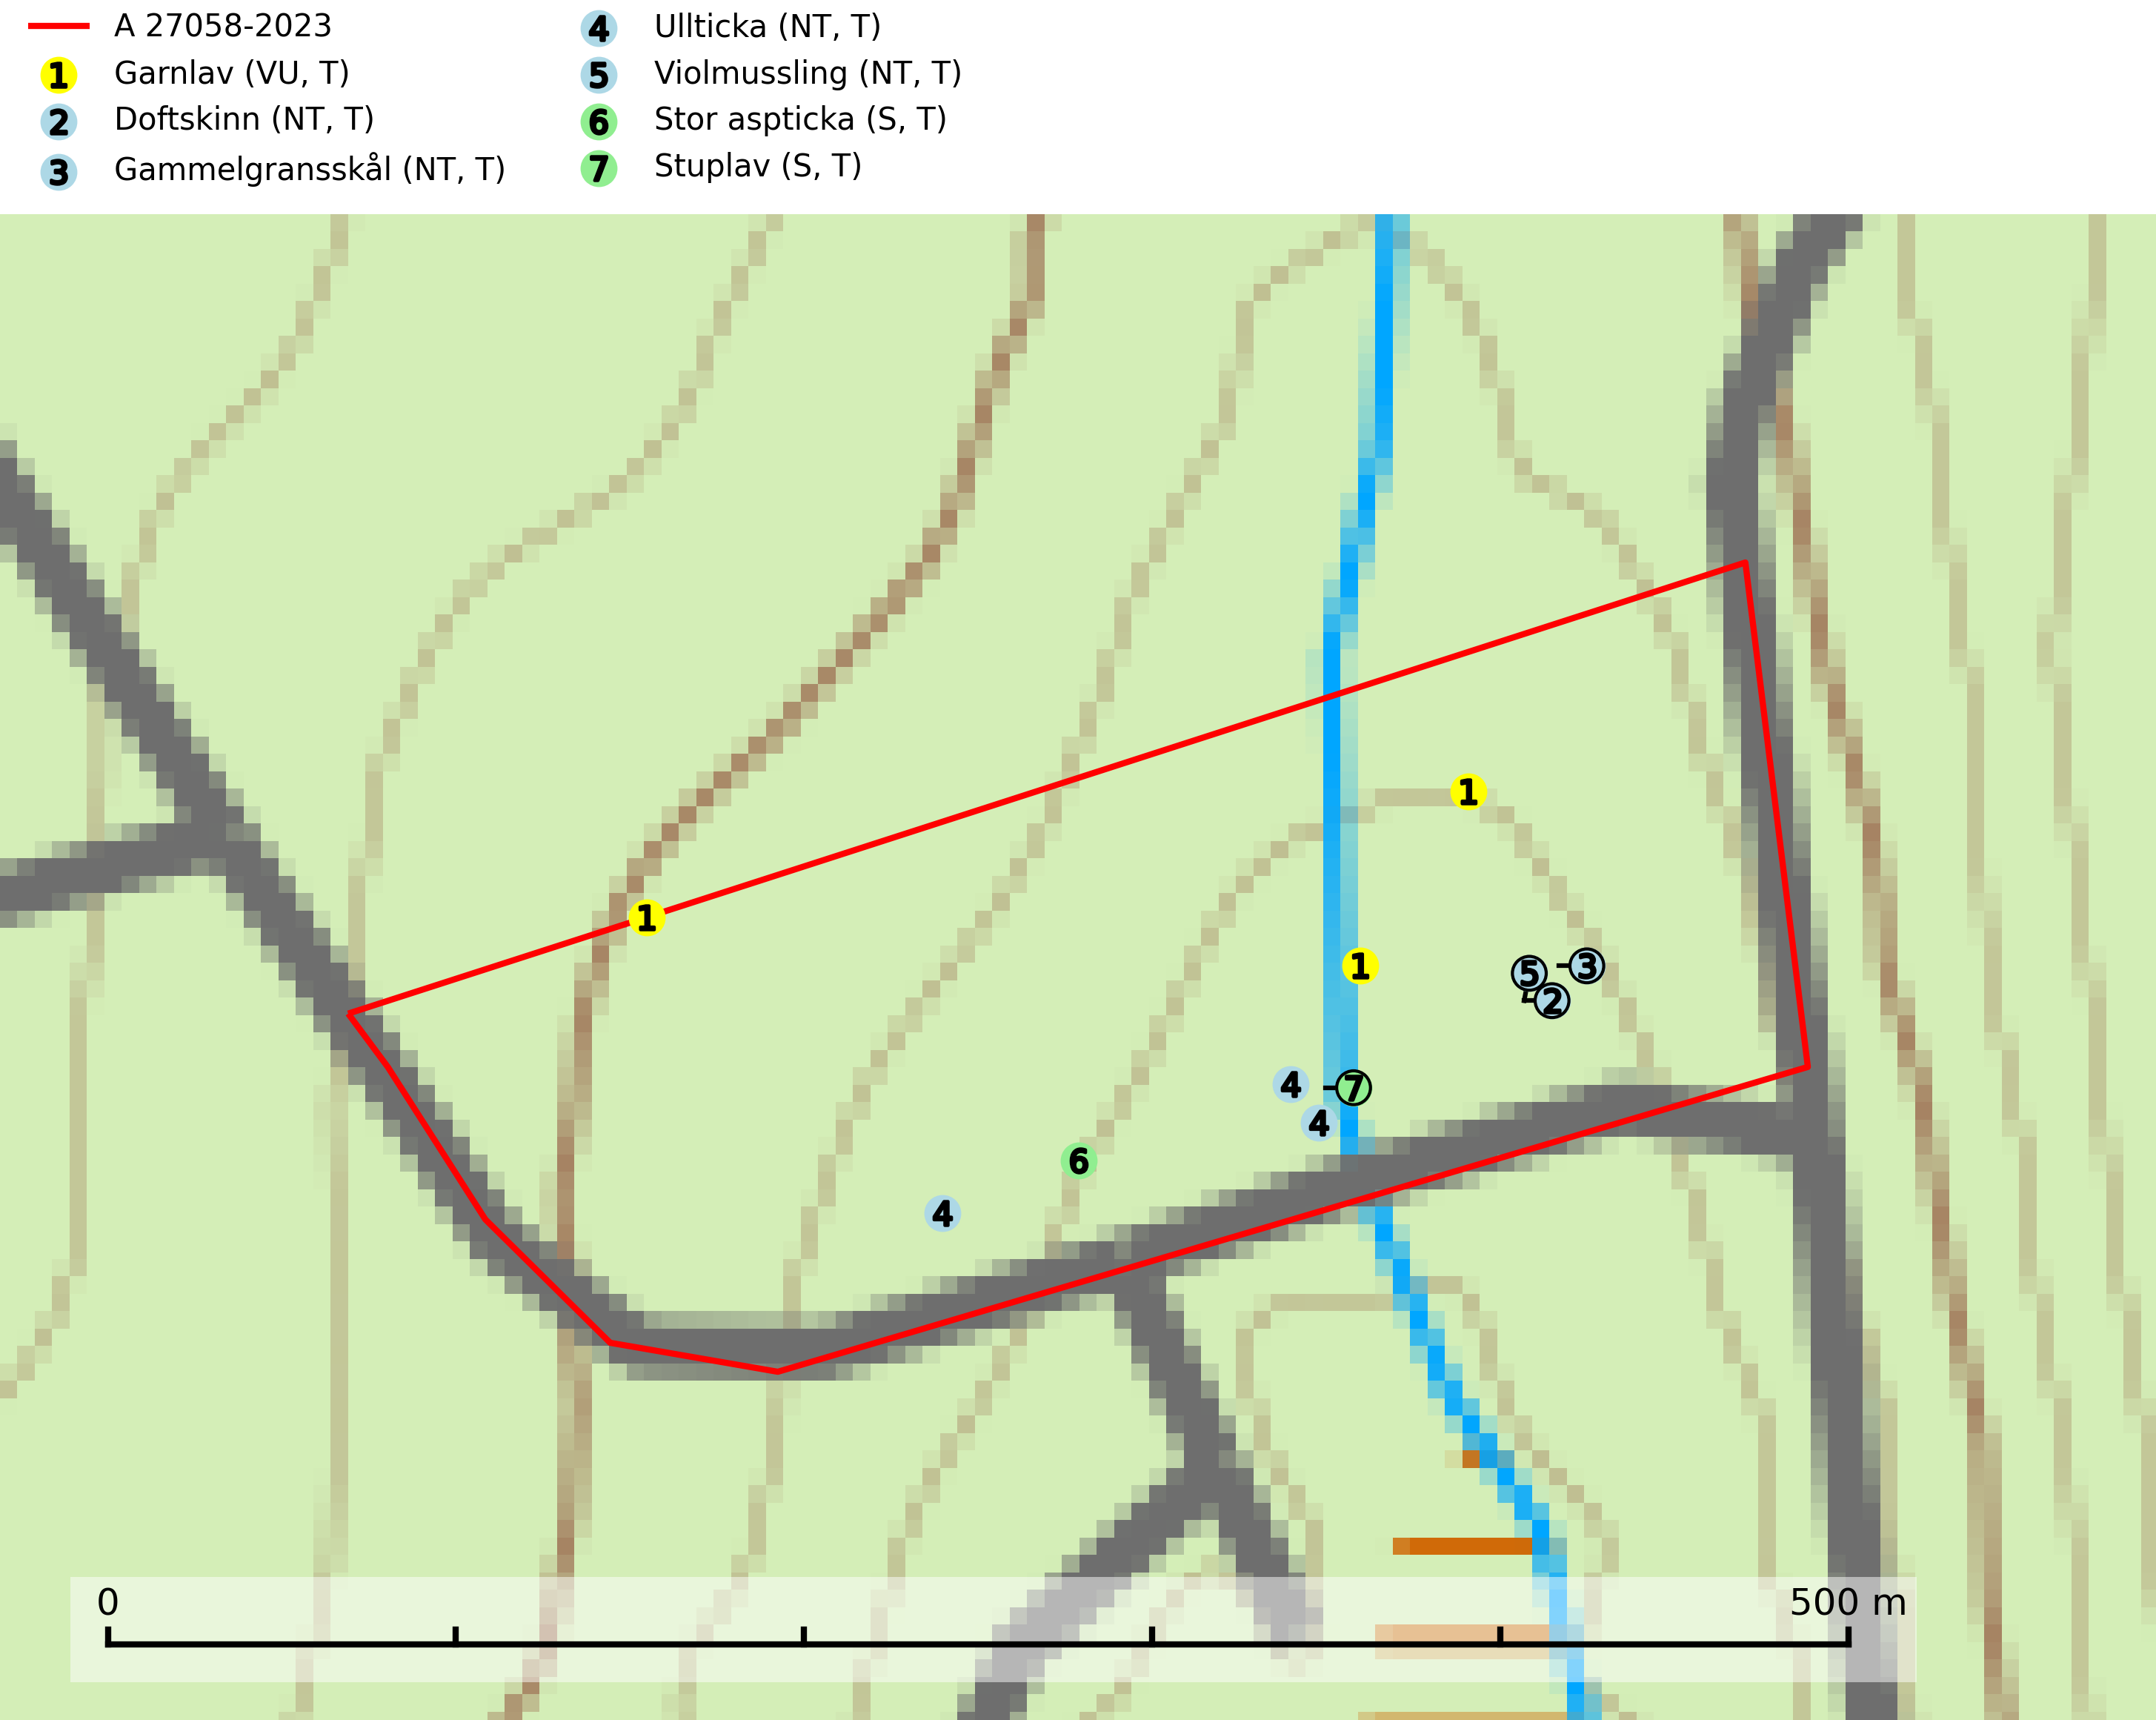 A 27058-2023
1 Garnlav (VU, T)
2 Doftskinn (NT, T)
3 Gammelgransskål (NT, T)
4 Ullticka (NT, T)
5 Violmussling (NT, T)
6 Stor aspticka (S, T)
7 Stuplav (S, T)
1
1
1
5
3
2
4
7
4
6
4
0
500 m